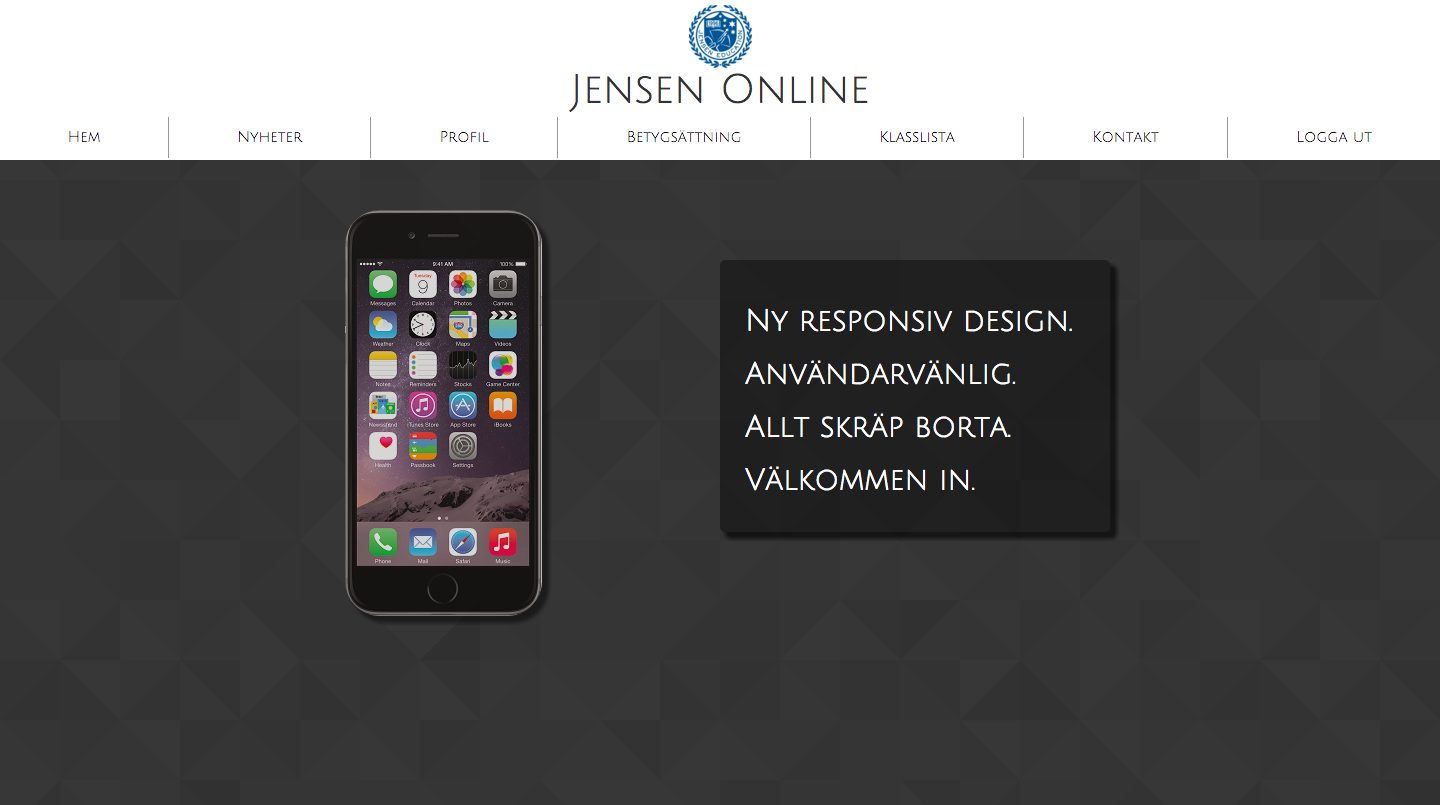 JENSEN EDUCATION
Jensen Online
Hem
Nyheter
Profil
Betygsättning
Klasslista
Kontakt
Logga ut
9:41 AM
100%
Tuesday
9
Messages
Calendar
Photos
Camera
Weather
Clock
Maps
Videos
Notes
Reminders
Stocks
Game Center
Newsstand
iTunes Store
App Store
iBooks
Health
Passbook
Settings
Phone
Mail
Safari
Music
Ny responsiv design.
Användarvänlig.
Allt skräp borta.
Välkommen in.